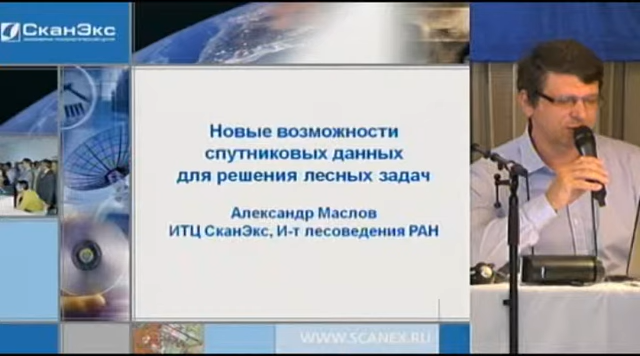 СканЭкс
Новые возможности
спутниковых данных
для решения лесных задач
Александр Маслов
ИТЦ СканЭкс, И-т лесоведения РАН
WWW.SCANEX.RU